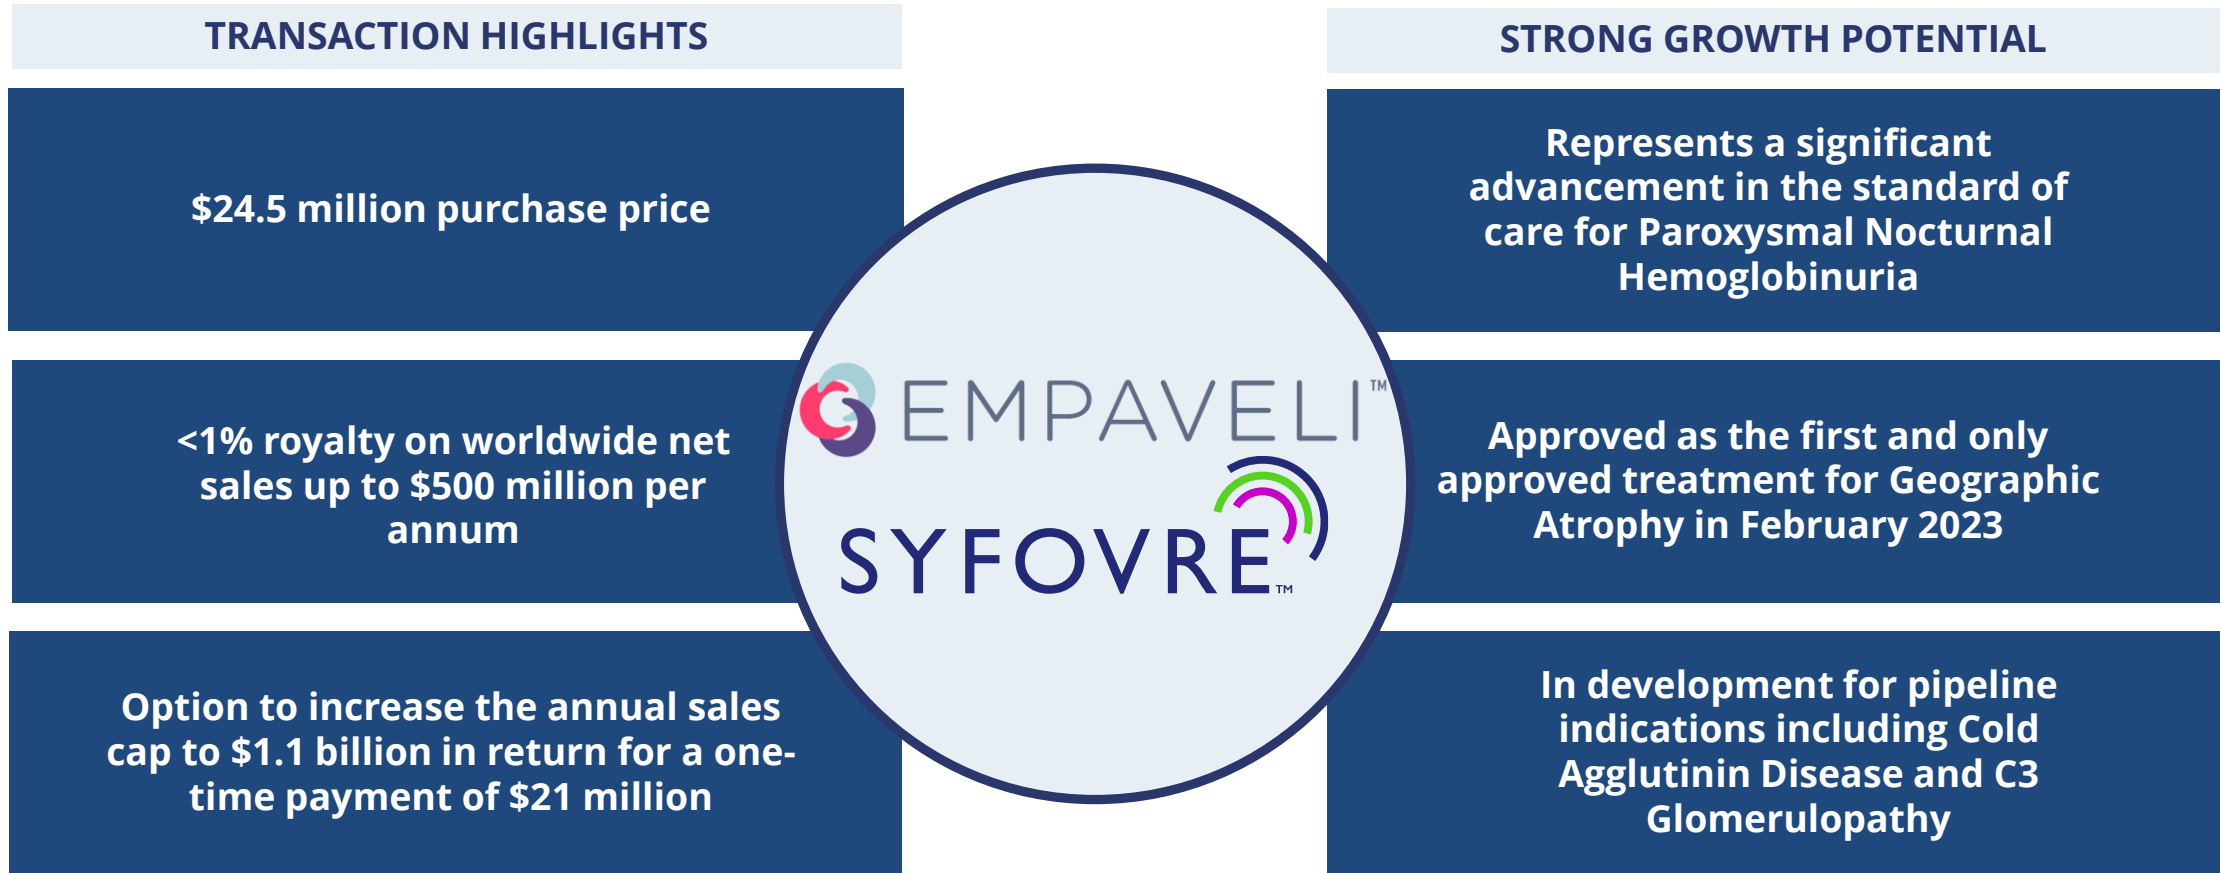 TRANSACTION HIGHLIGHTS
$24.5 million purchase price
<1% royalty on worldwide net
sales up to $500 million per
annum
Option to increase the annual sales
cap to $1.1 billion in return for a one-
time payment of $21 million
EMPAVELI™
SYFOVRE™
STRONG GROWTH POTENTIAL
Represents a significant
advancement in the standard of
care for Paroxysmal Nocturnal
Hemoglobinuria
Approved as the first and only
approved treatment for Geographic
Atrophy in February 2023
In development for pipeline
indications including Cold
Agglutinin Disease and C3
Glomerulopathy